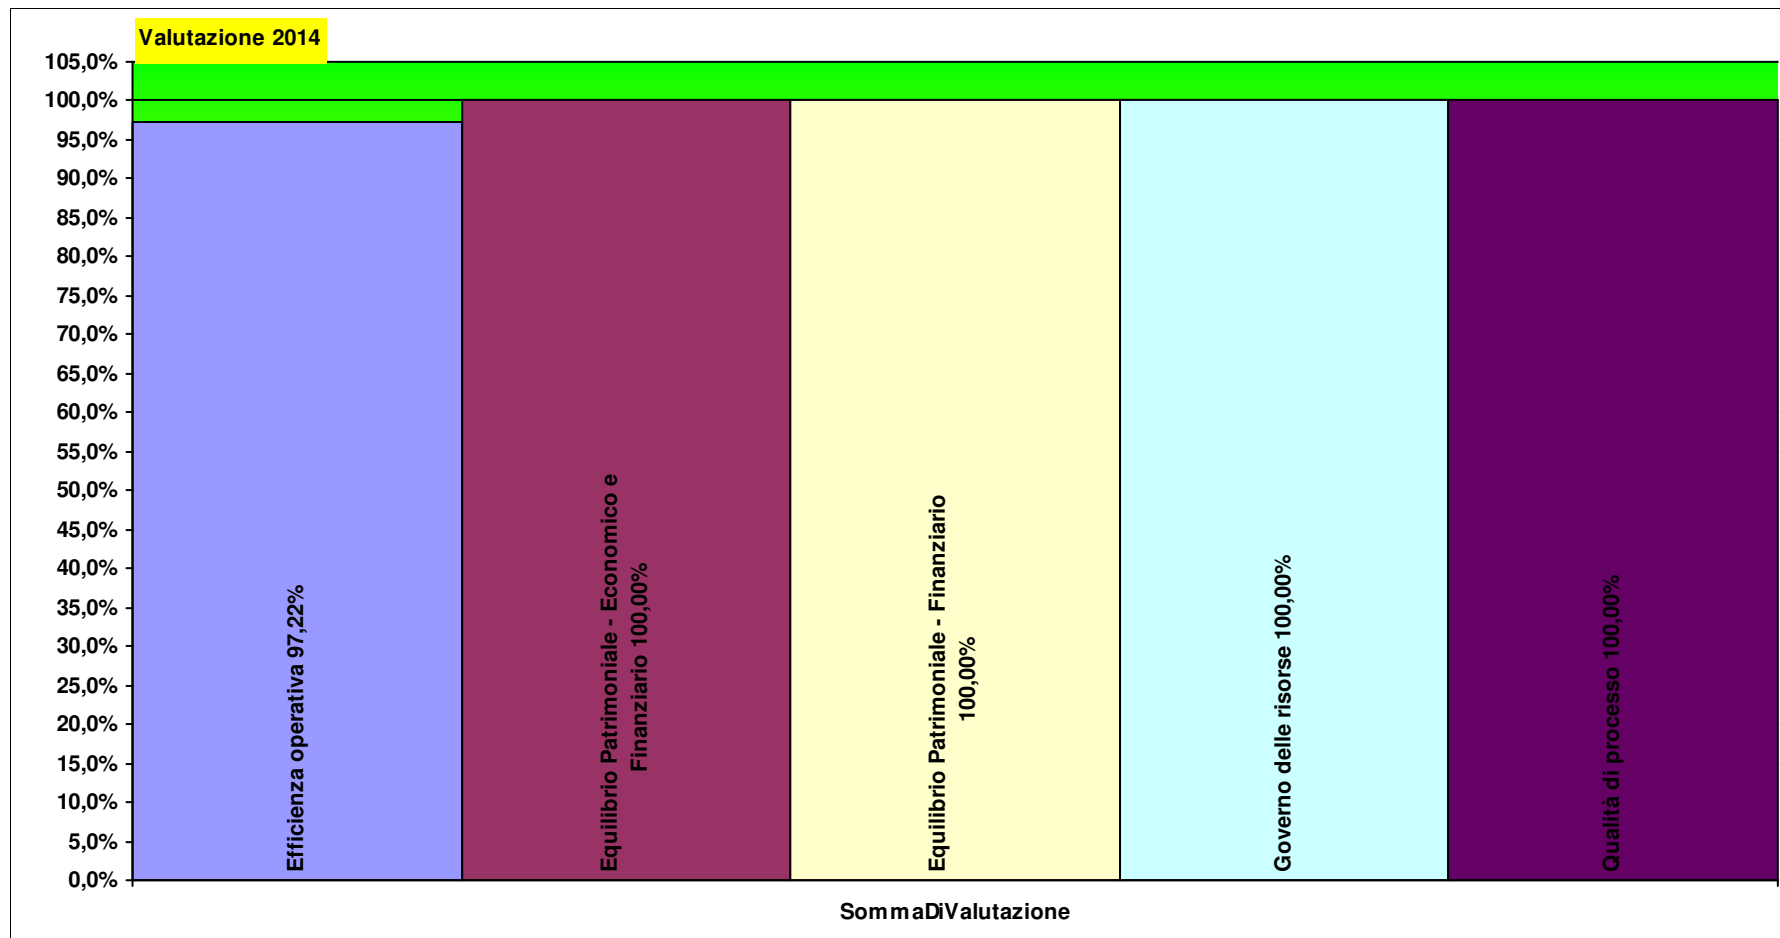 Valutazione 2014
105,0%
100,0%
95,0%
90,0%
85,0%
80,0%
75,0%
70,0%
65,0%
60,0%
55,0%
50,0%
45,0%
40,0%
35,0%
30,0%
25,0%
20,0%
15,0%
10,0%
5,0%
0,0%
Efficienza operativa 97,22%
Equilibrio Patrimoniale - Economico e
Finanziario 100,00%
Equilibrio Patrimoniale - Finanziario
100,00%
Governo delle risorse 100,00%
Qualità di processo 100,00%
SommaDiValutazione